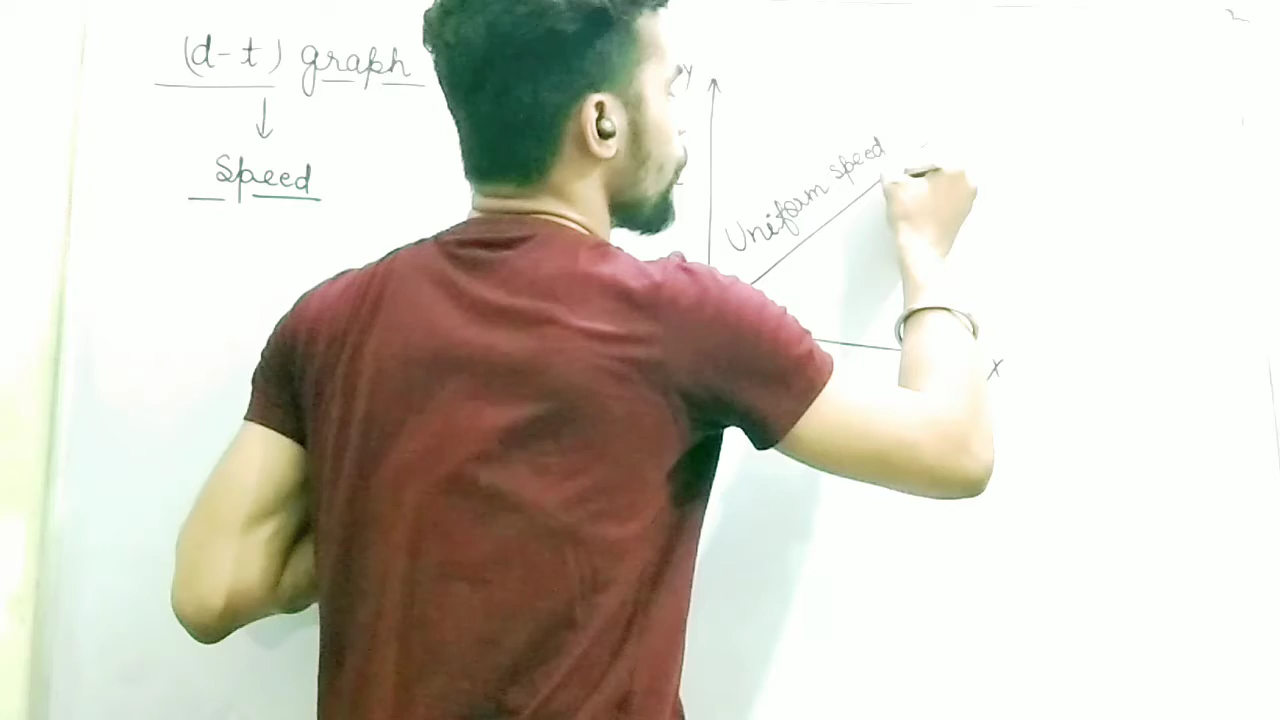 (d-t) graph
↓
Speed
y
Uniform speed
x